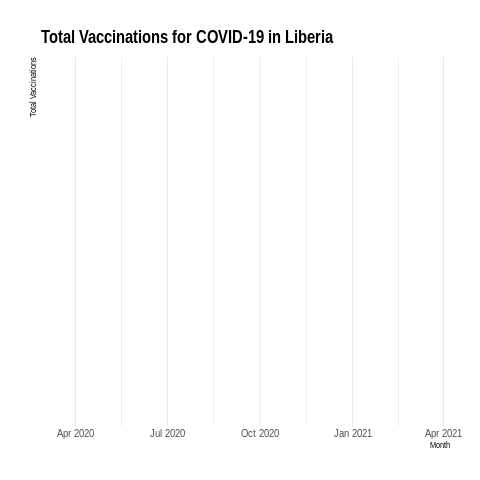 Total Vaccinations for COVID-19 in Liberia
Total Vaccinations
Apr 2020
Jul 2020
Oct 2020
Jan 2021
Apr 2021
Month